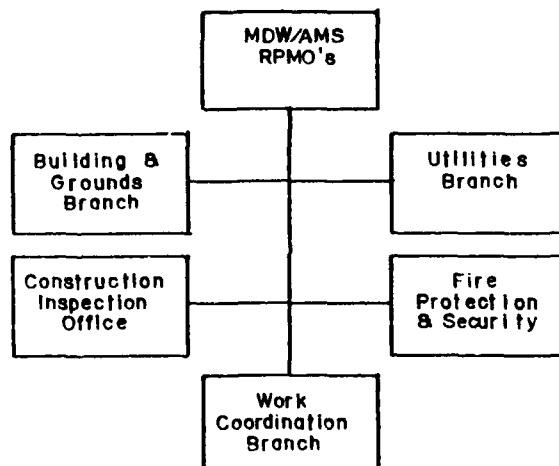 MDW/AMS
RPMO's
Building &
Grounds
Branch
Utilities
Branch
Construction
Inspection
Office
Fire
Protection
& Security
Work
Coordination
Branch